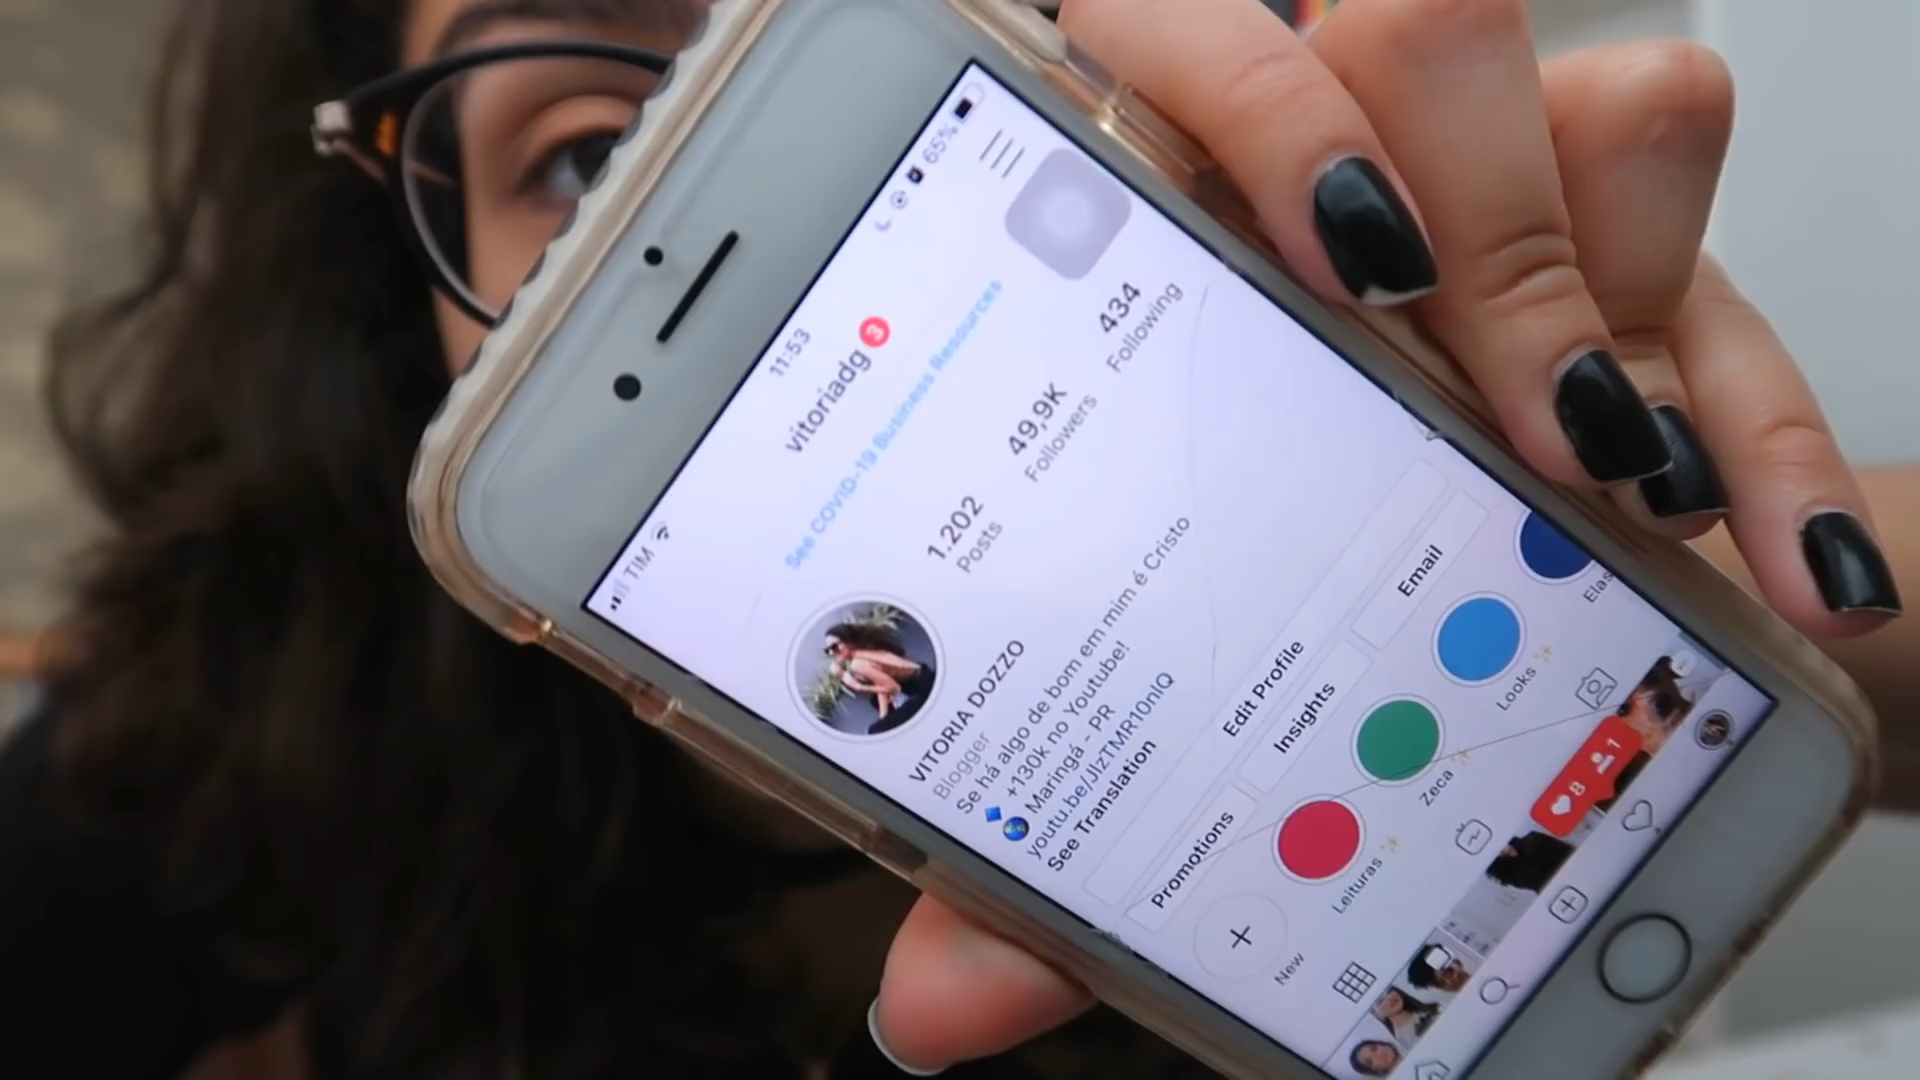 TIM 11:53 65%
vitoriadg 3
See COVID-19 Business Resources
1.202 49,9K 434
Posts Followers Following
VITORIA DOZZO
Blogger
Se há algo de bom em mim é Cristo
🔹 +130k no Youtube!
🌎 Maringá - PR
youtu.be/JlzTMR10nIQ
See Translation
Edit Profile
Promotions Insights Email
New Leituras ✨ Zeca ✨ Looks ✨ Elas
8 1